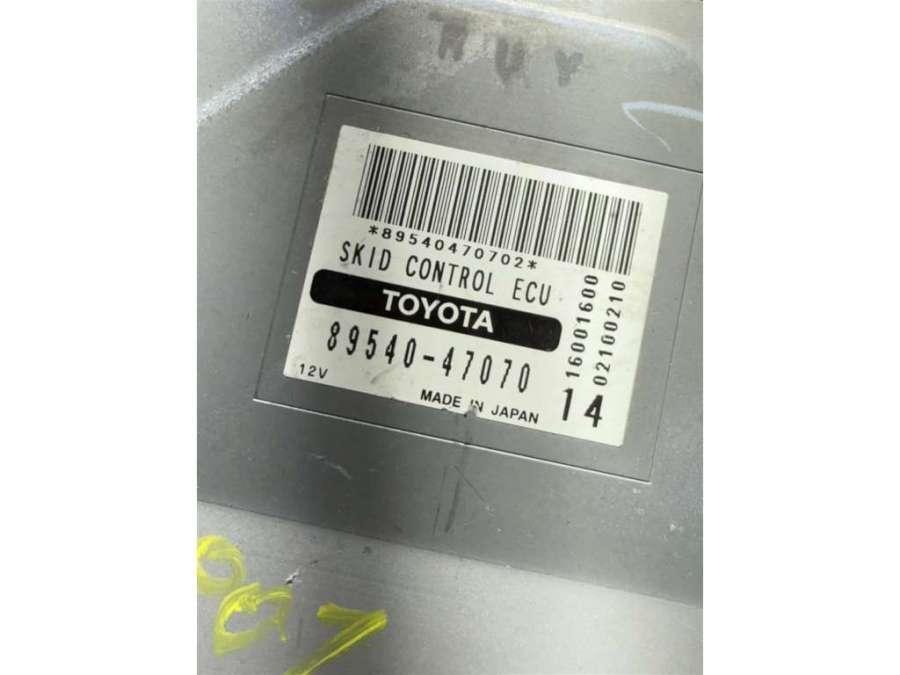 *89540470702*
SKID CONTROL ECU
TOYOTA
89540-47070
12V
MADE IN JAPAN
14
16001600
02100210